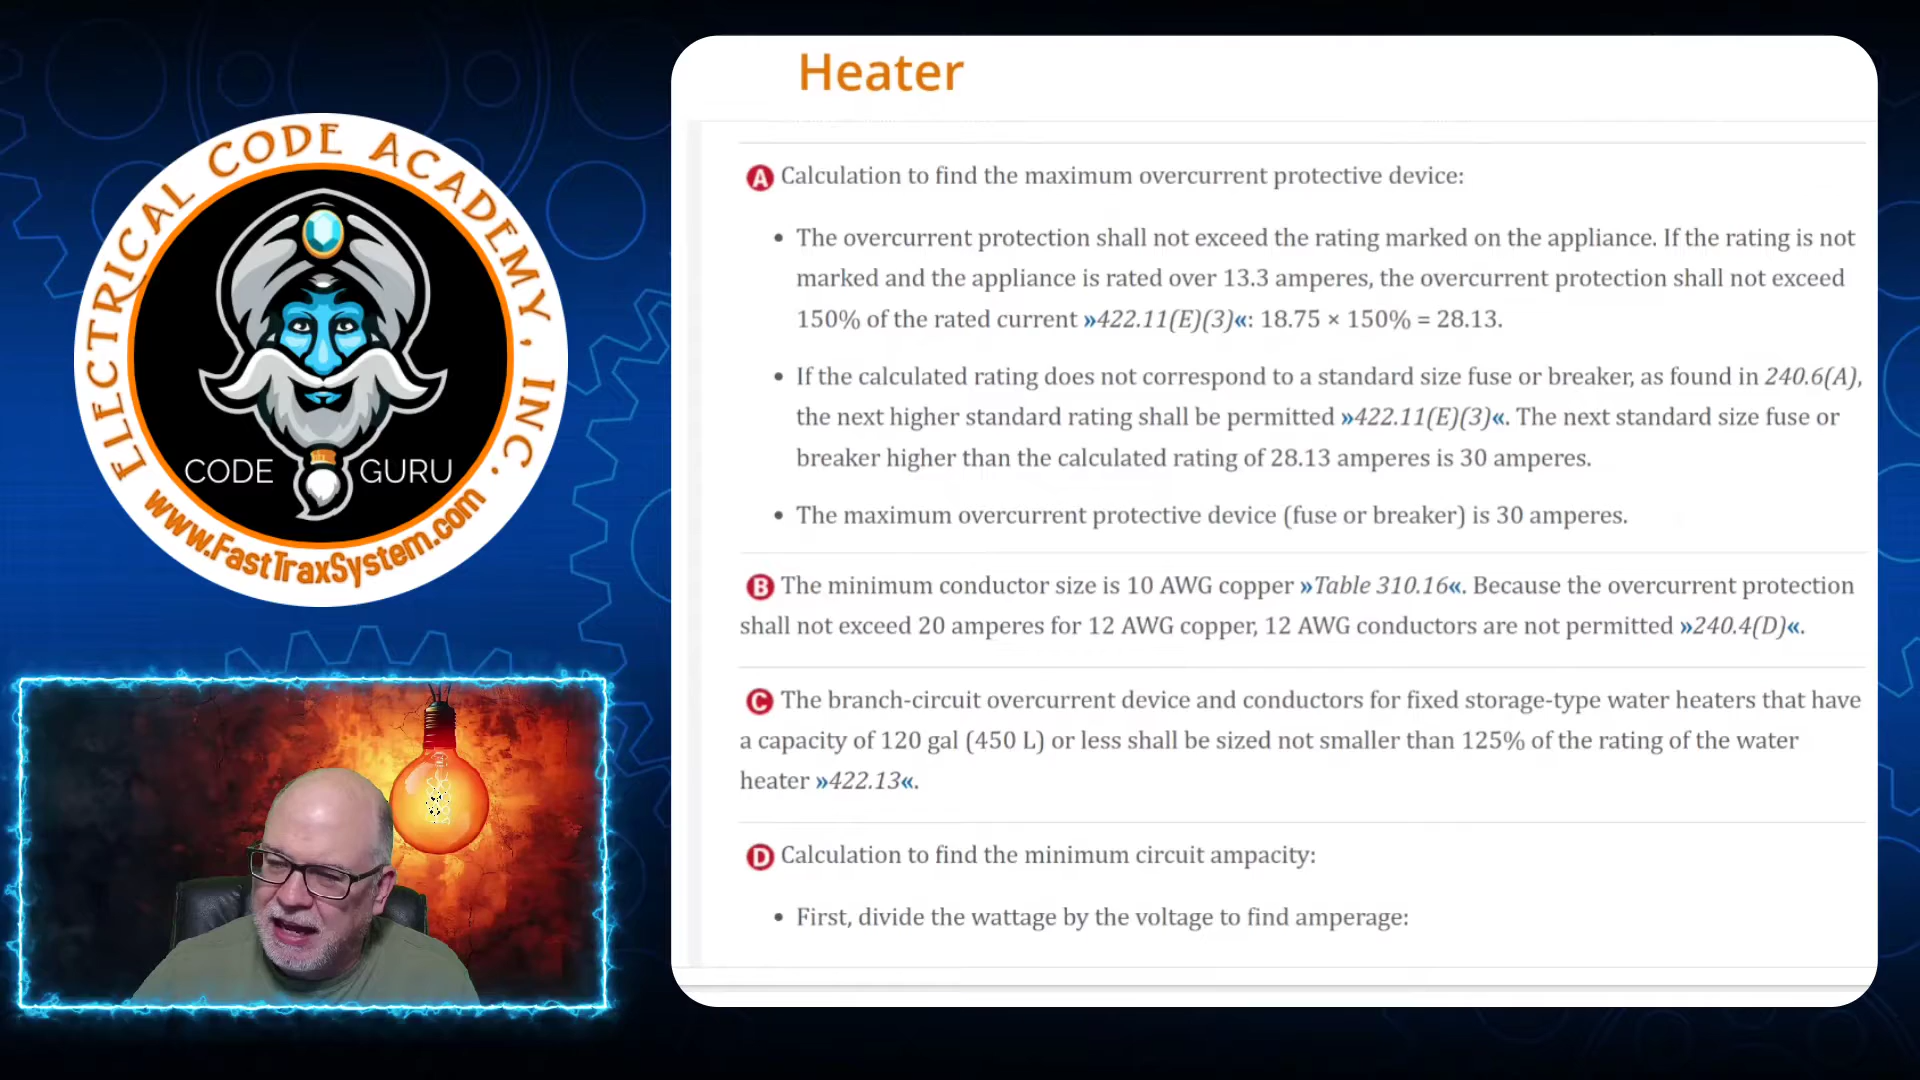 ELECTRICAL CODE ACADEMY, INC.
CODE GURU
www.FastTraxSystem.com
Heater
A Calculation to find the maximum overcurrent protective device:
• The overcurrent protection shall not exceed the rating marked on the appliance. If the rating is not
marked and the appliance is rated over 13.3 amperes, the overcurrent protection shall not exceed
150% of the rated current »422.11(E)(3)«: 18.75 × 150% = 28.13.
• If the calculated rating does not correspond to a standard size fuse or breaker, as found in 240.6(A),
the next higher standard rating shall be permitted »422.11(E)(3)«. The next standard size fuse or
breaker higher than the calculated rating of 28.13 amperes is 30 amperes.
• The maximum overcurrent protective device (fuse or breaker) is 30 amperes.
B The minimum conductor size is 10 AWG copper »Table 310.16«. Because the overcurrent protection
shall not exceed 20 amperes for 12 AWG copper, 12 AWG conductors are not permitted »240.4(D)«.
C The branch-circuit overcurrent device and conductors for fixed storage-type water heaters that have
a capacity of 120 gal (450 L) or less shall be sized not smaller than 125% of the rating of the water
heater »422.13«.
D Calculation to find the minimum circuit ampacity:
• First, divide the wattage by the voltage to find amperage: